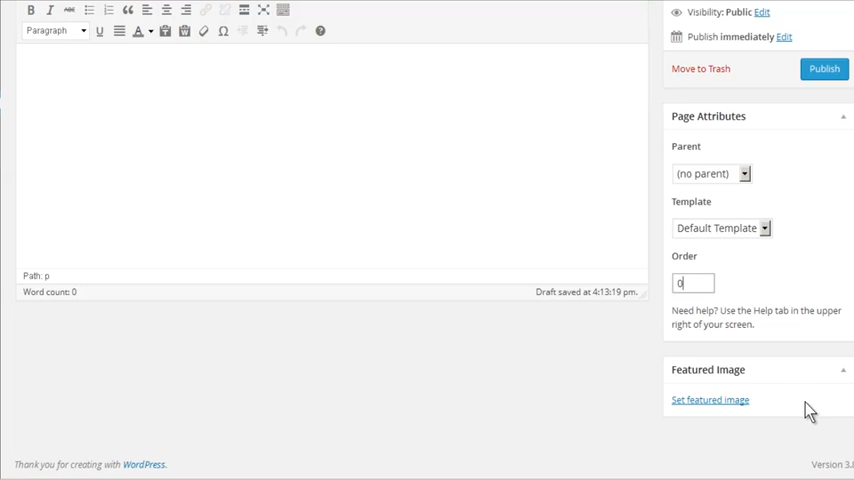 Visibility: Public Edit
Paragraph
Publish immediately Edit
Move to Trash
Publish
Page Attributes
Parent
(no parent)
Template
Default Template
Order
0
Need help? Use the Help tab in the upper
right of your screen.
Path: p
Word count: 0
Draft saved at 4:13:19 pm.
Featured Image
Set featured image
Thank you for creating with WordPress.
Version 3.